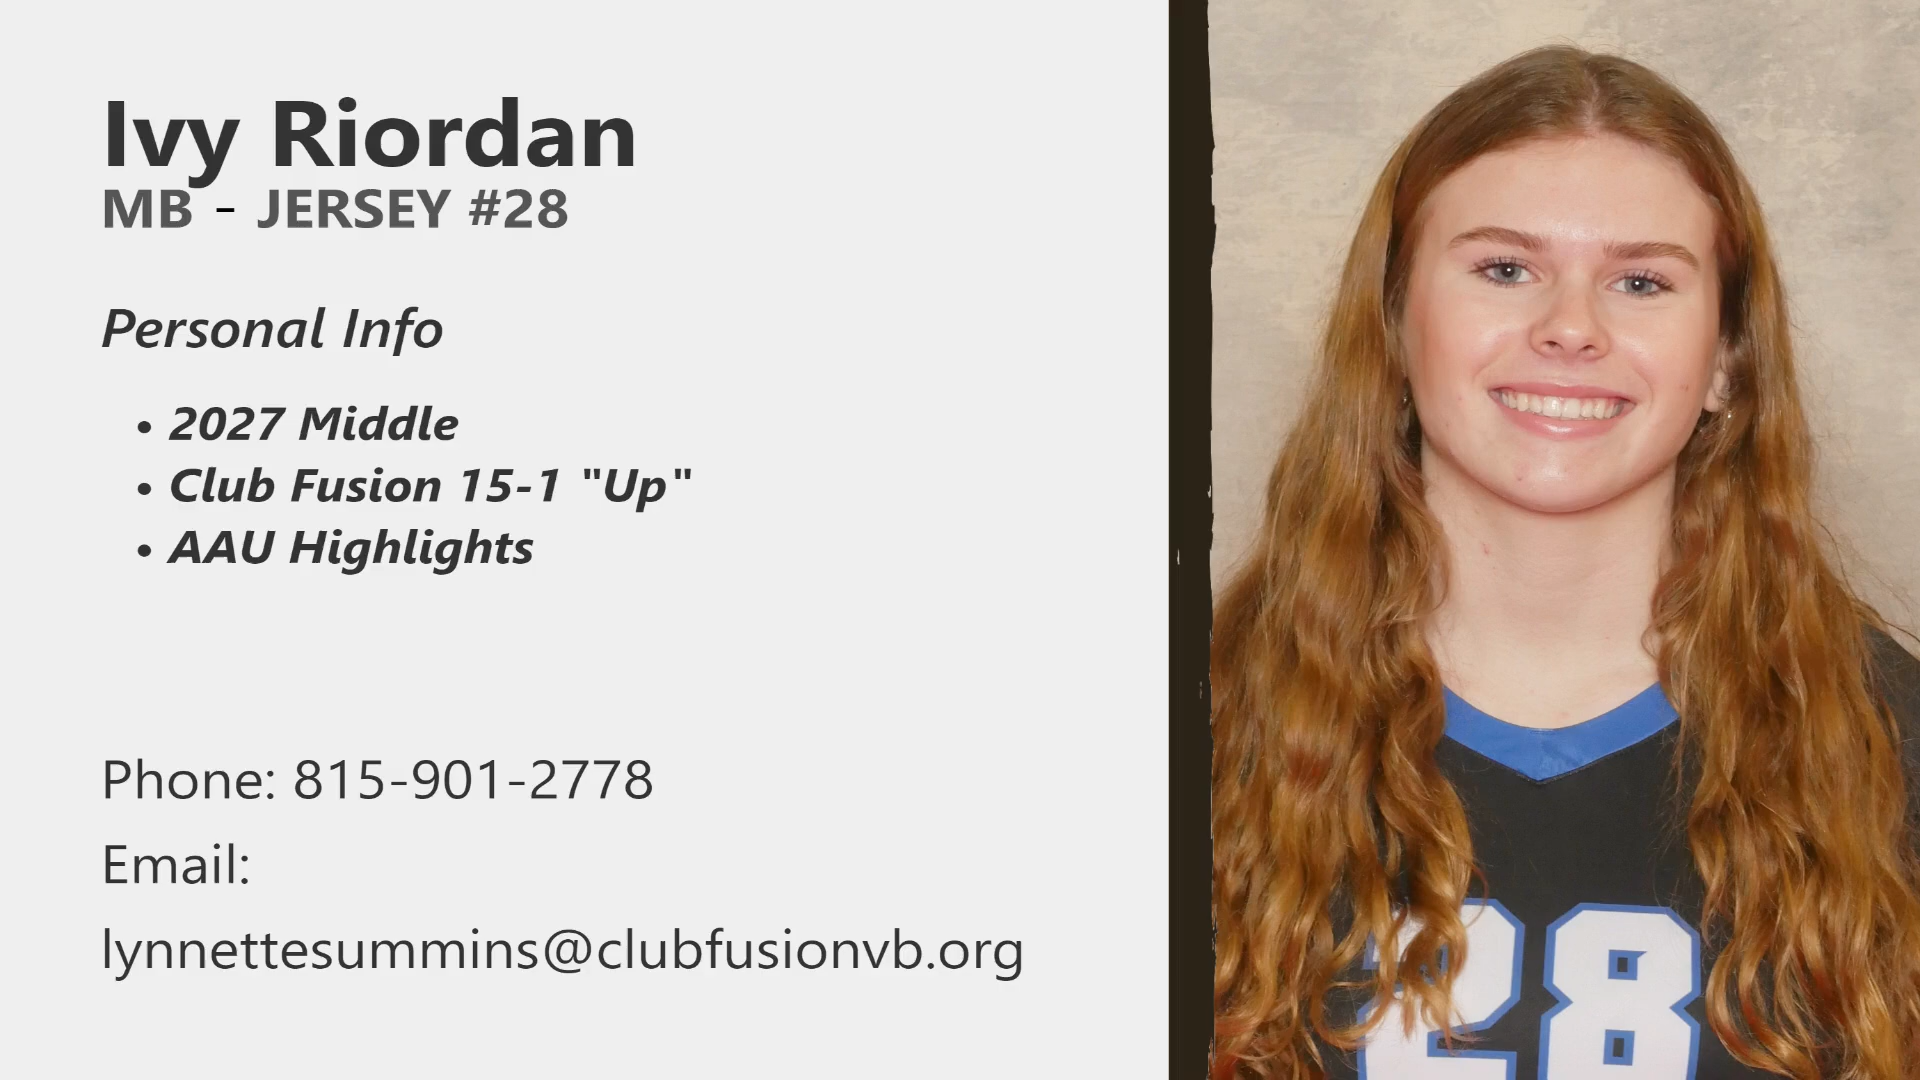 Ivy Riordan
MB - JERSEY #28
Personal Info
• 2027 Middle
• Club Fusion 15-1 "Up"
• AAU Highlights
Phone: 815-901-2778
Email:
lynnettesummins@clubfusionvb.org
28